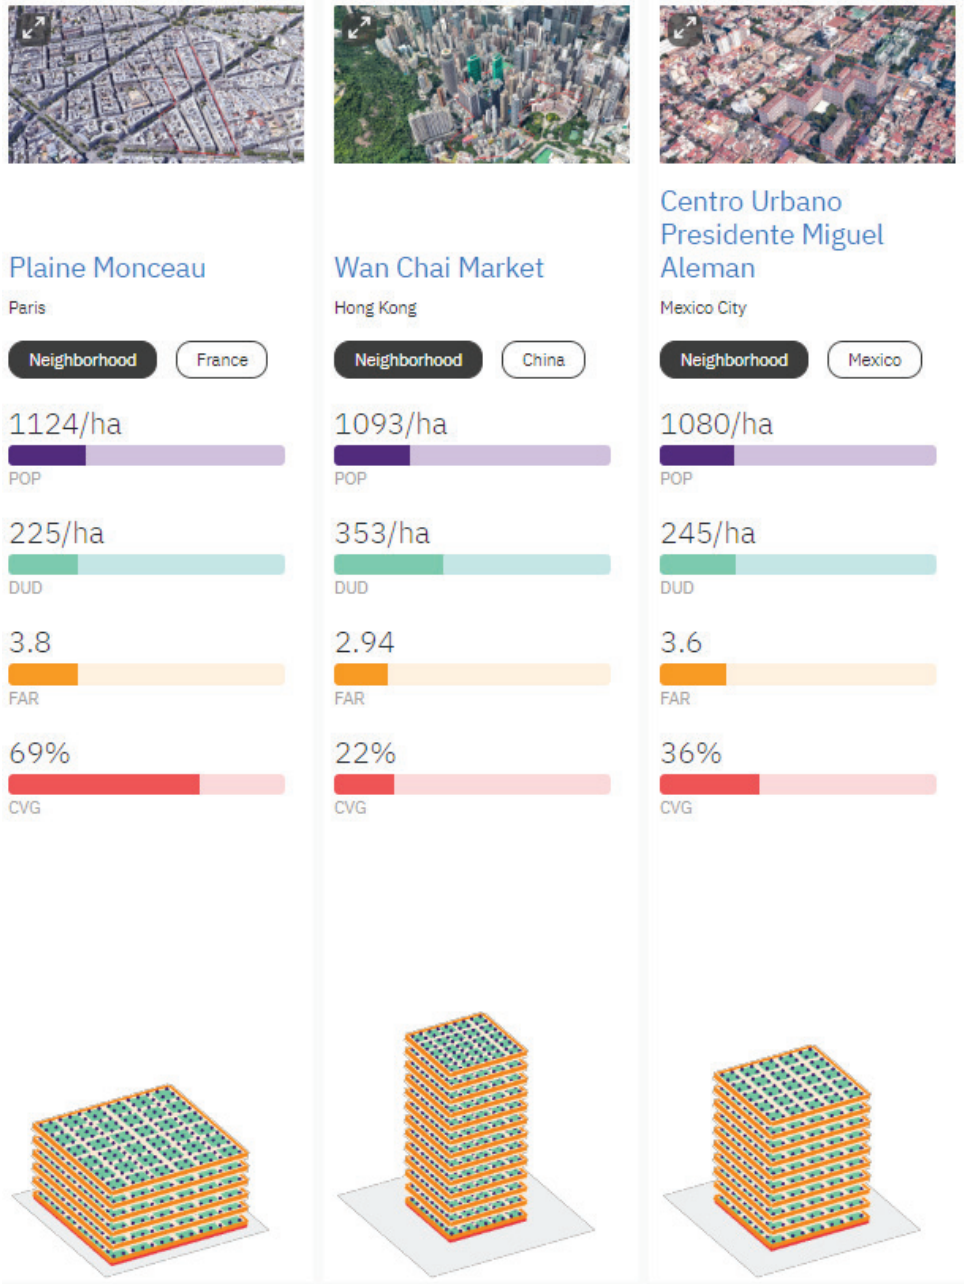 Plaine Monceau
Paris
Neighborhood
France
1124/ha
POP
225/ha
DUD
3.8
FAR
69%
CVG
Wan Chai Market
Hong Kong
Neighborhood
China
1093/ha
POP
353/ha
DUD
2.94
FAR
22%
CVG
Centro Urbano
Presidente Miguel
Aleman
Mexico City
Neighborhood
Mexico
1080/ha
POP
245/ha
DUD
3.6
FAR
36%
CVG